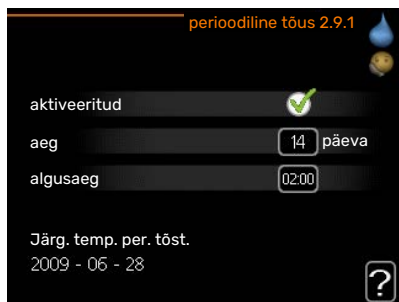 perioodiline tõus 2.9.1
aktiveeritud
aeg 14 päeva
algusaeg 02:00
Järg. temp. per. tõst.
2009 - 06 - 28
?